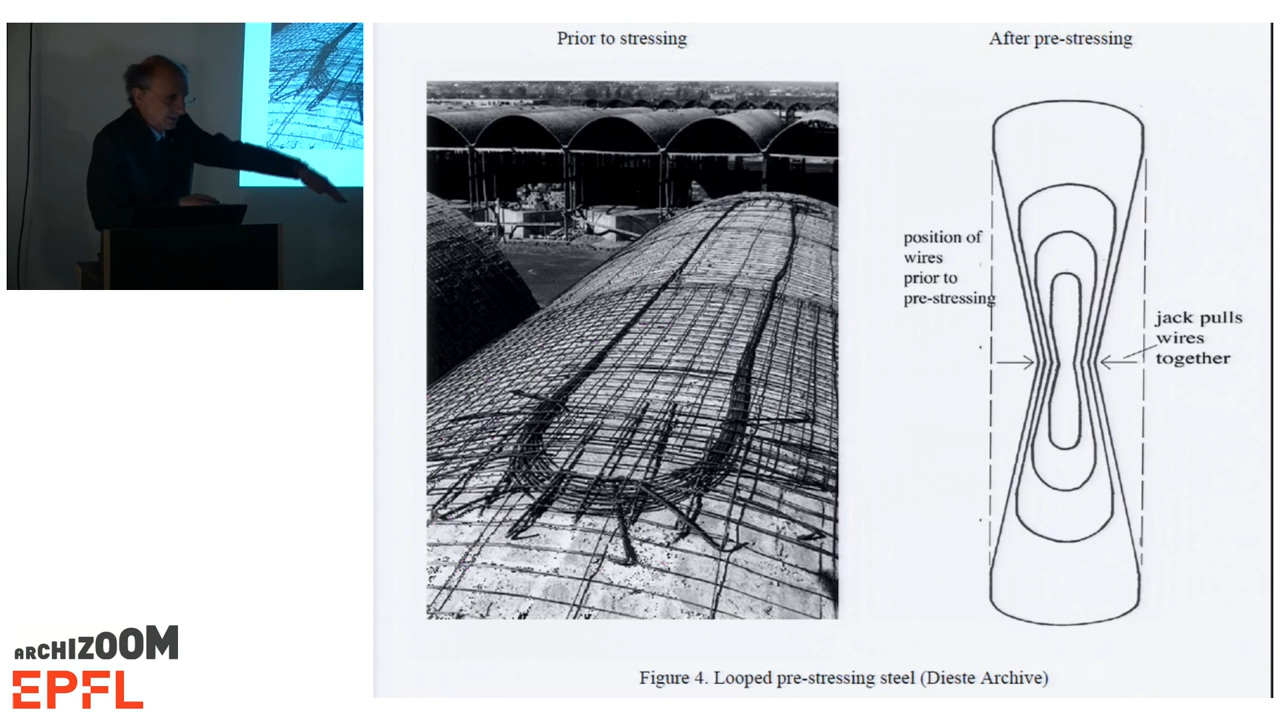 Prior to stressing
After pre-stressing
position of
wires
prior to
pre-stressing
jack pulls
wires
together
Figure 4. Looped pre-stressing steel (Dieste Archive)
ARCHIZOOM
EPFL